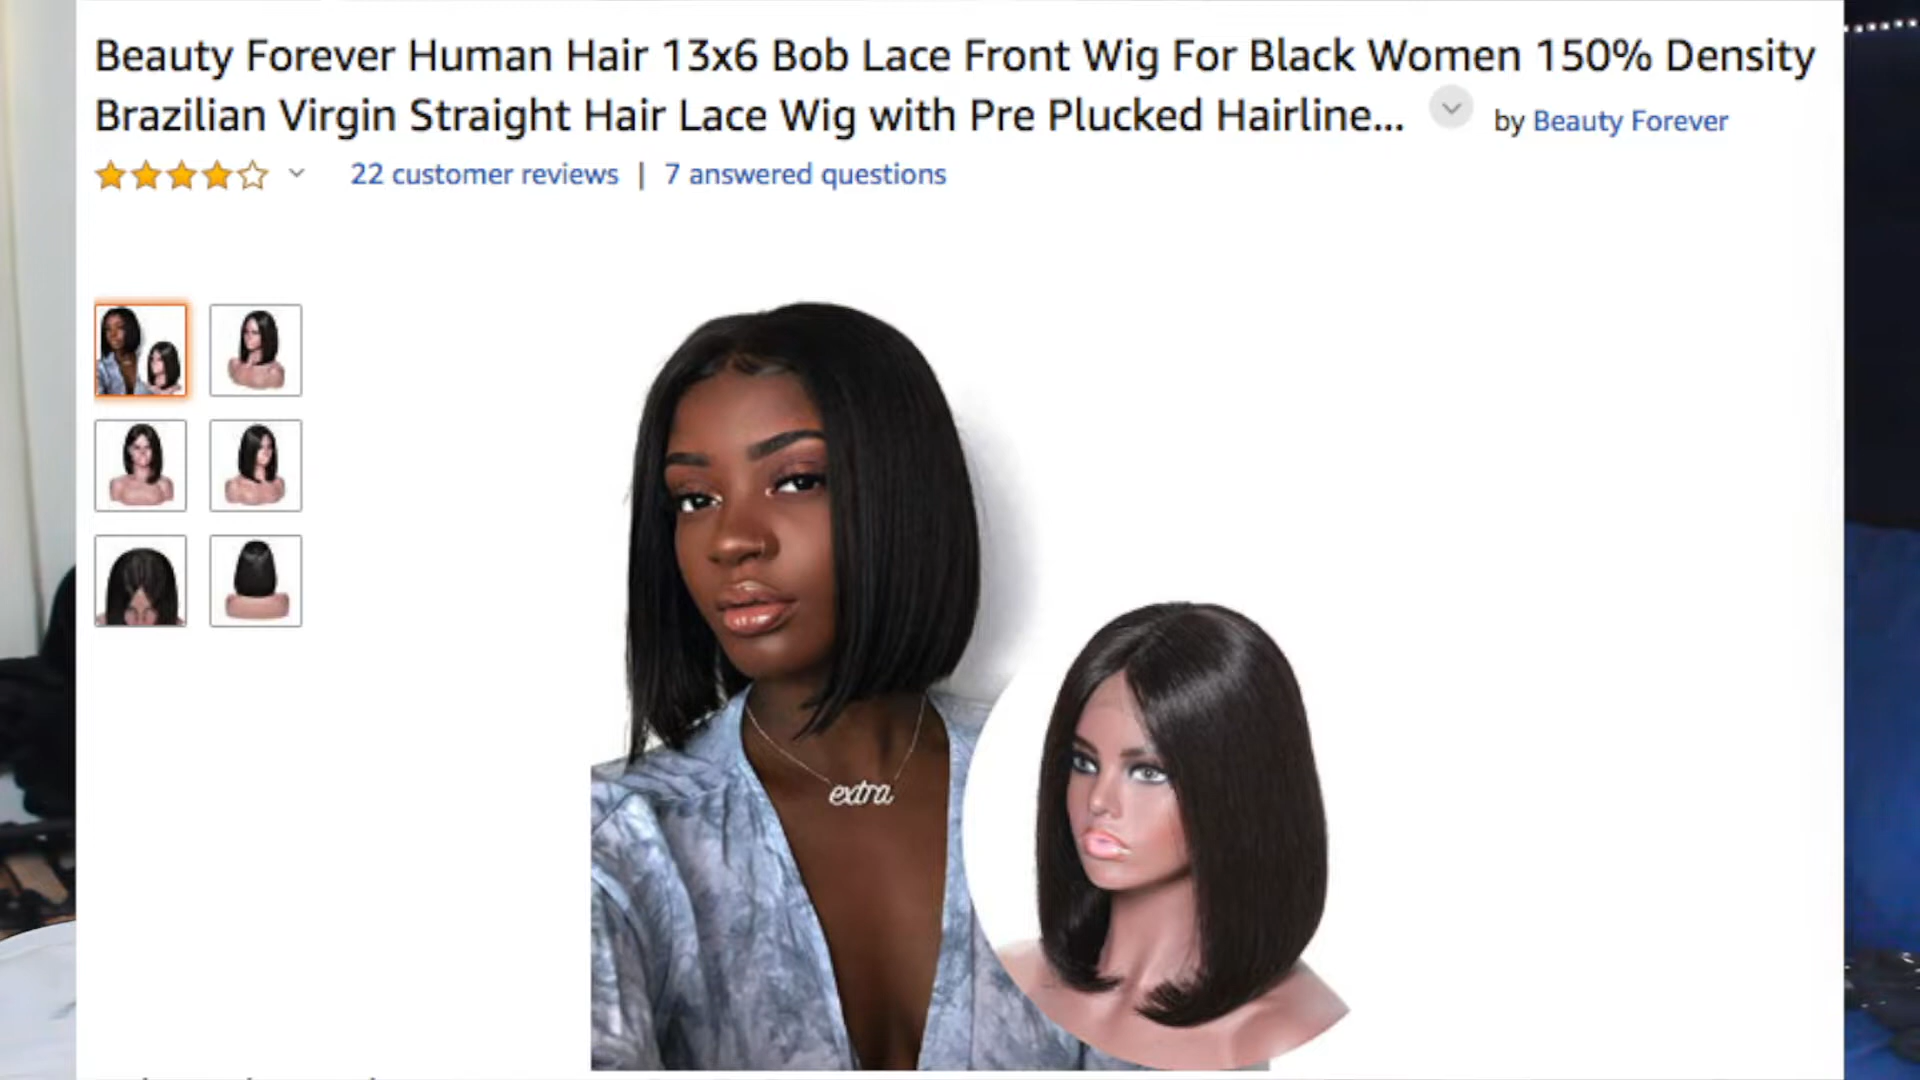 Beauty Forever Human Hair 13x6 Bob Lace Front Wig For Black Women 150% Density
Brazilian Virgin Straight Hair Lace Wig with Pre Plucked Hairline... by Beauty Forever
22 customer reviews | 7 answered questions
extra